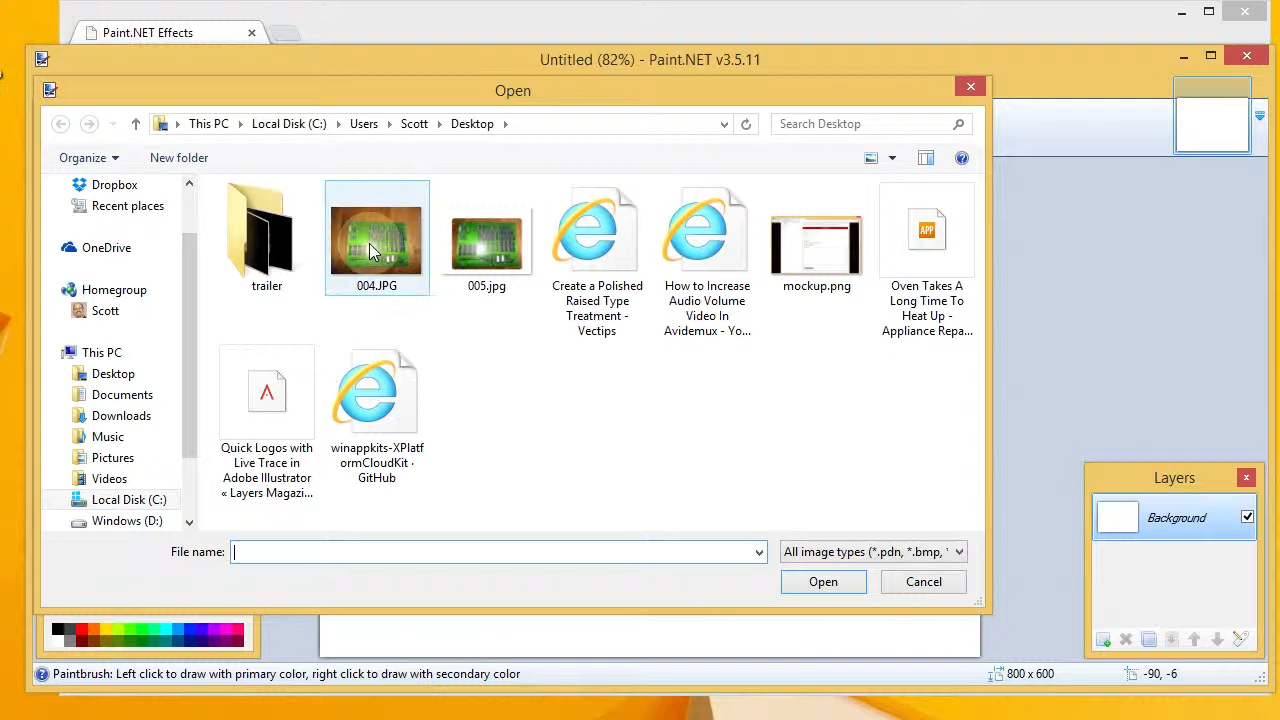 Paint.NET Effects
Untitled (82%) - Paint.NET v3.5.11
Open
This PC
Local Disk (C:)
Users
Scott
Desktop
Search Desktop
Organize
New folder
Dropbox
Recent places
OneDrive
Homegroup
Scott
This PC
Desktop
Documents
Downloads
Music
Pictures
Videos
Local Disk (C:)
Windows (D:)
trailer
004.JPG
005.jpg
Create a Polished
Raised Type
Treatment -
Vectips
How to Increase
Audio Volume
Video In
Avidemux - Yo...
mockup.png
APP
Oven Takes A
Long Time To
Heat Up -
Appliance Repa...
Quick Logos with
Live Trace in
Adobe Illustrator
« Layers Magazi...
winappkits-XPlatf
ormCloudKit ·
GitHub
File name:
All image types (*.pdn, *.bmp, *
Open
Cancel
Layers
Background
Paintbrush: Left click to draw with primary color, right click to draw with secondary color
800 x 600
-90, -6